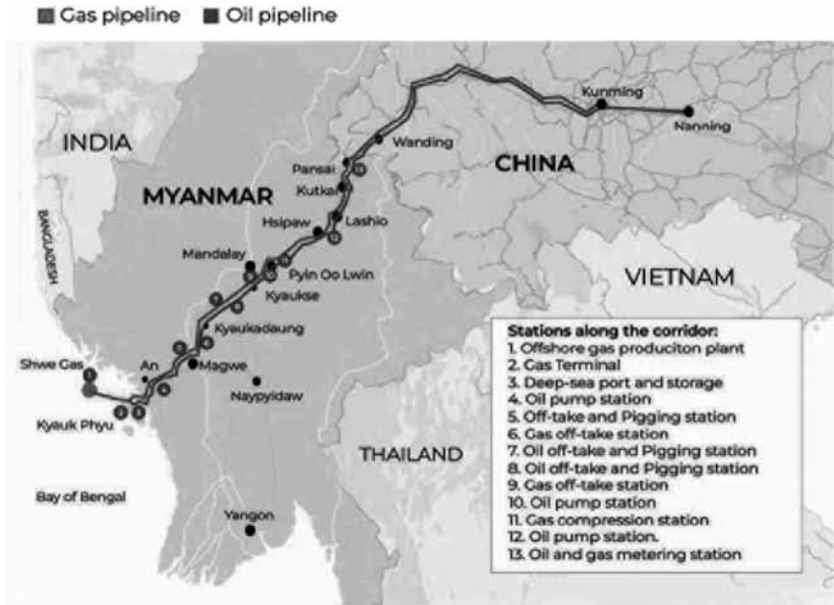 Gas pipeline Oil pipeline
INDIA
BANGLADESH
MYANMAR
CHINA
Kunming
Nanning
Wanding
Pansai
Kutkai
Lashio
Hsipaw
Mandalay
Pyin Oo Lwin
Kyaukse
Kyaukadaung
VIETNAM
Shwe Gas
An
Magwe
Naypyidaw
Kyauk Phyu
THAILAND
Bay of Bengal
Yangon
Stations along the corridor:
1. Offshore gas produciton plant
2. Gas Terminal
3. Deep-sea port and storage
4. Oil pump station
5. Off-take and Pigging station
6. Gas off-take station
7. Oil off-take and Pigging station
8. Oil off-take and Pigging station
9. Gas off-take station
10. Oil pump station
11. Gas compression station
12. Oil pump station.
13. Oil and gas metering station